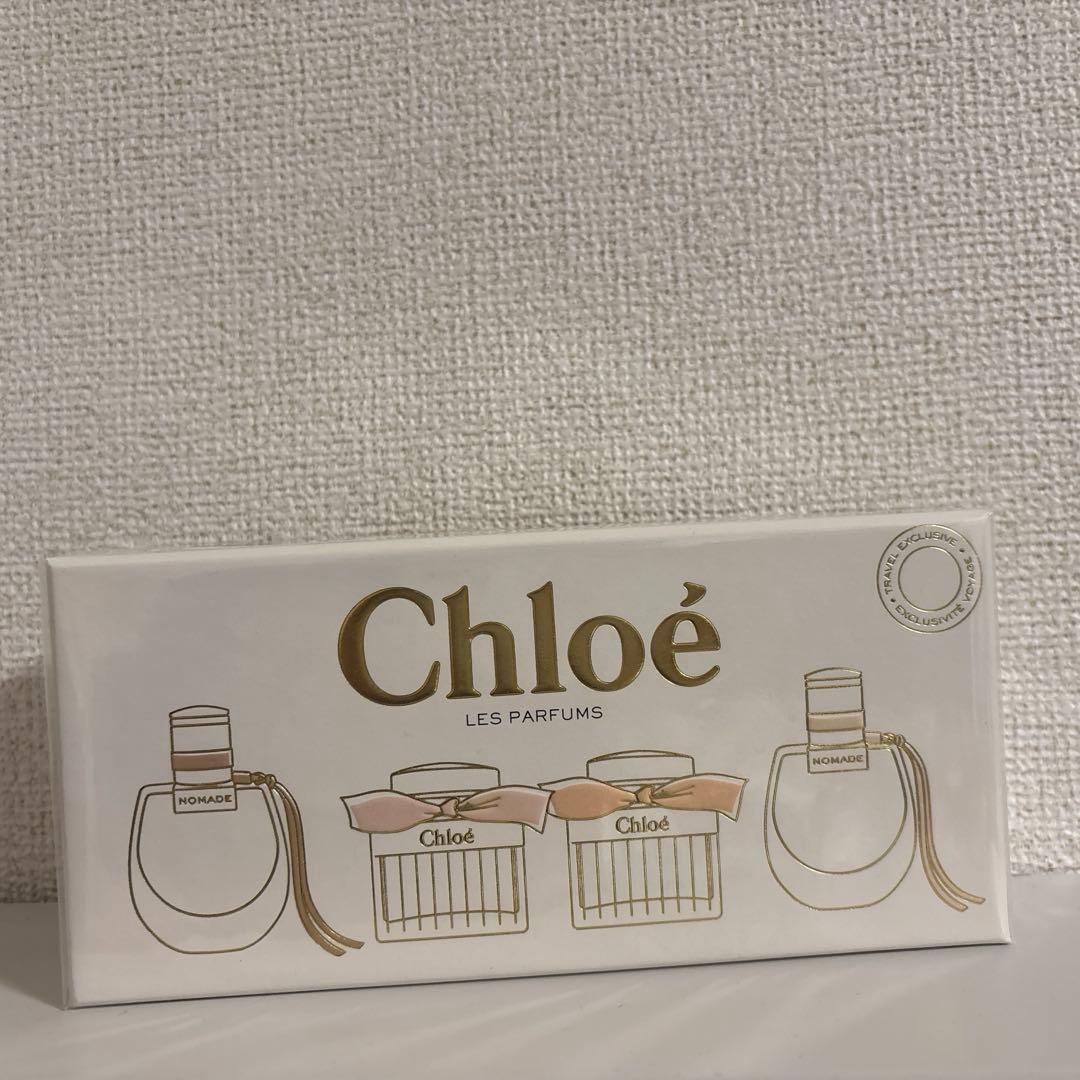 Chloé
LES PARFUMS
• TRAVEL EXCLUSIVE • EXCLUSIVITÉ VOYAGE
NOMADE
Chloé
Chloé
NOMADE